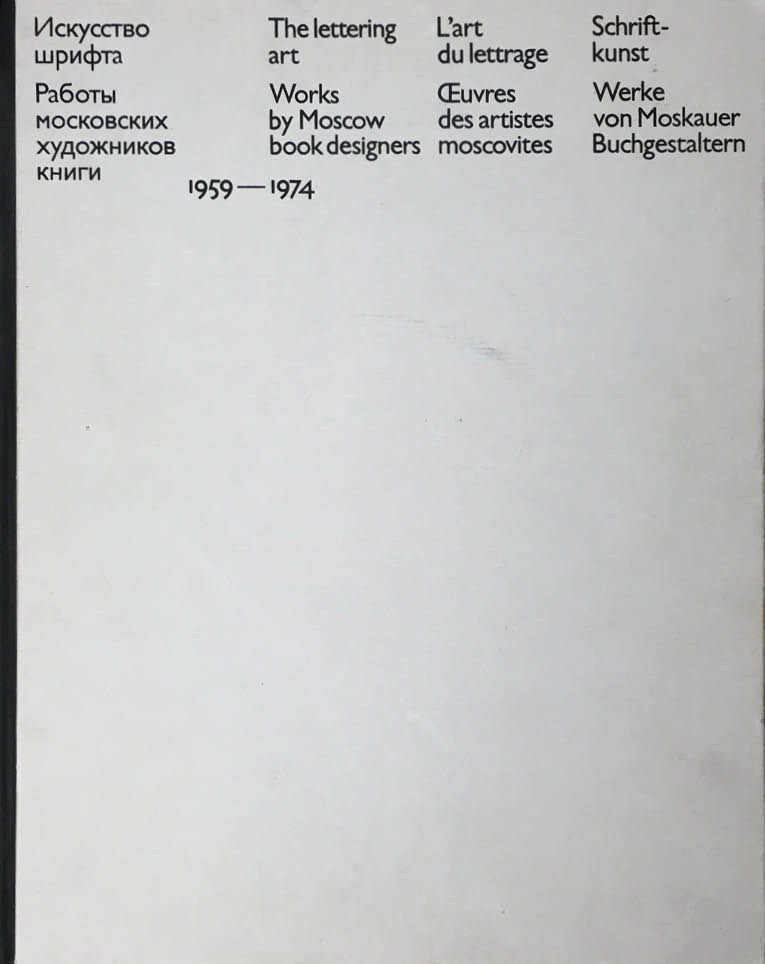 Искусство
шрифта
Работы
московских
художников
книги
The lettering
art
Works
by Moscow
book designers
L'art
du lettrage
Œuvres
des artistes
moscovites
Schrift-
kunst
Werke
von Moskauer
Buchgestaltern
1959—1974